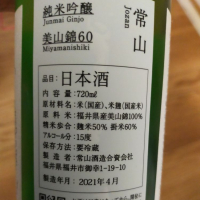 純米吟醸
Junmai Ginjo
美山錦60
Miyamanishiki
常山
Jozan
品目：日本酒
内容量：720㎖
原材料名：米（国産）、米麹（国産米）
原料米：福井県産美山錦100％
精米歩合：麹米50％ 掛米60％
アルコール分：15度
保存方法：要冷蔵
製造者：常山酒造合資会社
福井県福井市御幸1-19-10
製造年月：2021年4月